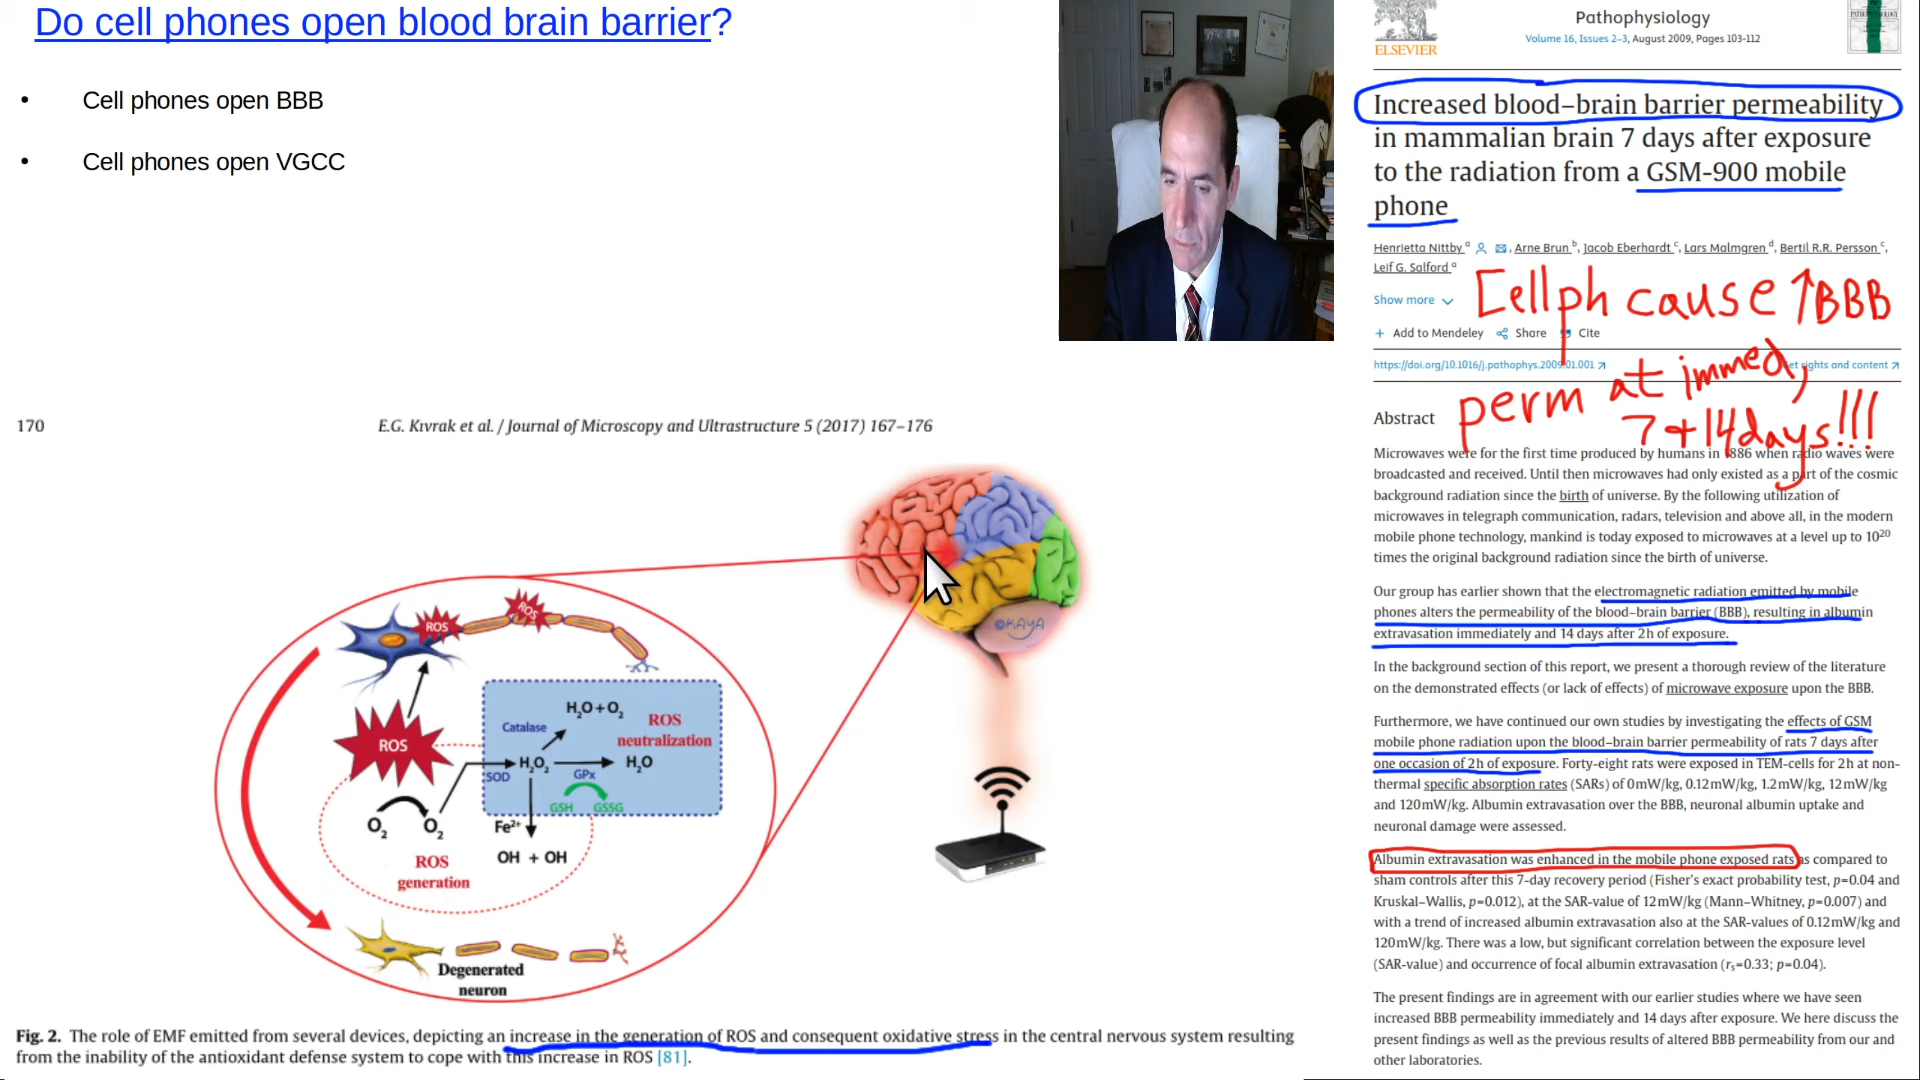 Do cell phones open blood brain barrier?
• Cell phones open BBB
• Cell phones open VGCC
170
E.G. Kıvrak et al. / Journal of Microscopy and Ultrastructure 5 (2017) 167–176
ROS
ROS
ROS
©KAYA
H₂O + O₂
Catalase
ROS
neutralization
H₂O₂
H₂O
SOD
GPx
GSH
GSSG
O₂
O₂
Fe²⁺
OH + OH
ROS
generation
Degenerated
neuron
Fig. 2. The role of EMF emitted from several devices, depicting an increase in the generation of ROS and consequent oxidative stress in the central nervous system resulting
from the inability of the antioxidant defense system to cope with this increase in ROS [81].
ELSEVIER
Pathophysiology
Volume 16, Issues 2–3, August 2009, Pages 103-112
Increased blood–brain barrier permeability
in mammalian brain 7 days after exposure
to the radiation from a GSM-900 mobile
phone
Henrietta Nittby ᵃ, Arne Brun ᵇ, Jacob Eberhardt ᶜ, Lars Malmgren ᵈ, Bertil R.R. Persson ᶜ,
Leif G. Salford ᵃ
Cellph cause ↑BBB
Show more
+ Add to Mendeley Share Cite
https://doi.org/10.1016/j.pathophys.2009.01.001 et rights and content
perm at immed,
7 + 14 days!!!
Abstract
Microwaves were for the first time produced by humans in 1886 when radio waves were
broadcasted and received. Until then microwaves had only existed as a part of the cosmic
background radiation since the birth of universe. By the following utilization of
microwaves in telegraph communication, radars, television and above all, in the modern
mobile phone technology, mankind is today exposed to microwaves at a level up to 10²⁰
times the original background radiation since the birth of universe.
Our group has earlier shown that the electromagnetic radiation emitted by mobile
phones alters the permeability of the blood–brain barrier (BBB), resulting in albumin
extravasation immediately and 14 days after 2h of exposure.
In the background section of this report, we present a thorough review of the literature
on the demonstrated effects (or lack of effects) of microwave exposure upon the BBB.
Furthermore, we have continued our own studies by investigating the effects of GSM
mobile phone radiation upon the blood–brain barrier permeability of rats 7 days after
one occasion of 2h of exposure. Forty-eight rats were exposed in TEM-cells for 2h at non-
thermal specific absorption rates (SARs) of 0mW/kg, 0.12mW/kg, 1.2mW/kg, 12mW/kg
and 120mW/kg. Albumin extravasation over the BBB, neuronal albumin uptake and
neuronal damage were assessed.
Albumin extravasation was enhanced in the mobile phone exposed rats as compared to
sham controls after this 7-day recovery period (Fisher's exact probability test, p=0.04 and
Kruskal–Wallis, p=0.012), at the SAR-value of 12mW/kg (Mann–Whitney, p=0.007) and
with a trend of increased albumin extravasation also at the SAR-values of 0.12mW/kg and
120mW/kg. There was a low, but significant correlation between the exposure level
(SAR-value) and occurrence of focal albumin extravasation (rₛ=0.33; p=0.04).
The present findings are in agreement with our earlier studies where we have seen
increased BBB permeability immediately and 14 days after exposure. We here discuss the
present findings as well as the previous results of altered BBB permeability from our and
other laboratories.